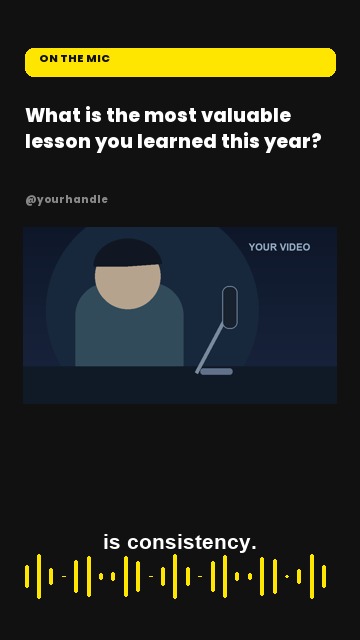 ON THE MIC
What is the most valuable
lesson you learned this year?
@yourhandle
YOUR VIDEO
is consistency.